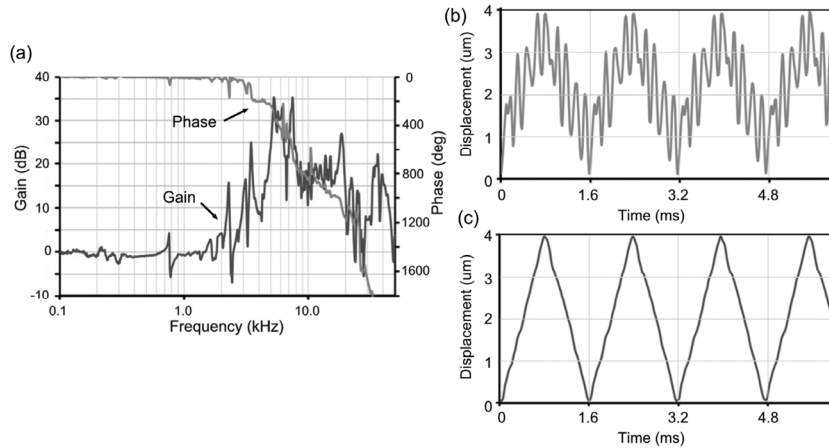 (a)
40
30
20
10
0
-10
Gain (dB)
0.1
1.0
10.0
Frequency (kHz)
0
400
800
1200
1600
Phase (deg)
Phase
Gain
(b)
4
3
2
1
0
Displacement (um)
0
1.6
3.2
4.8
Time (ms)
(c)
4
3
2
1
0
Displacement (um)
0
1.6
3.2
4.8
Time (ms)